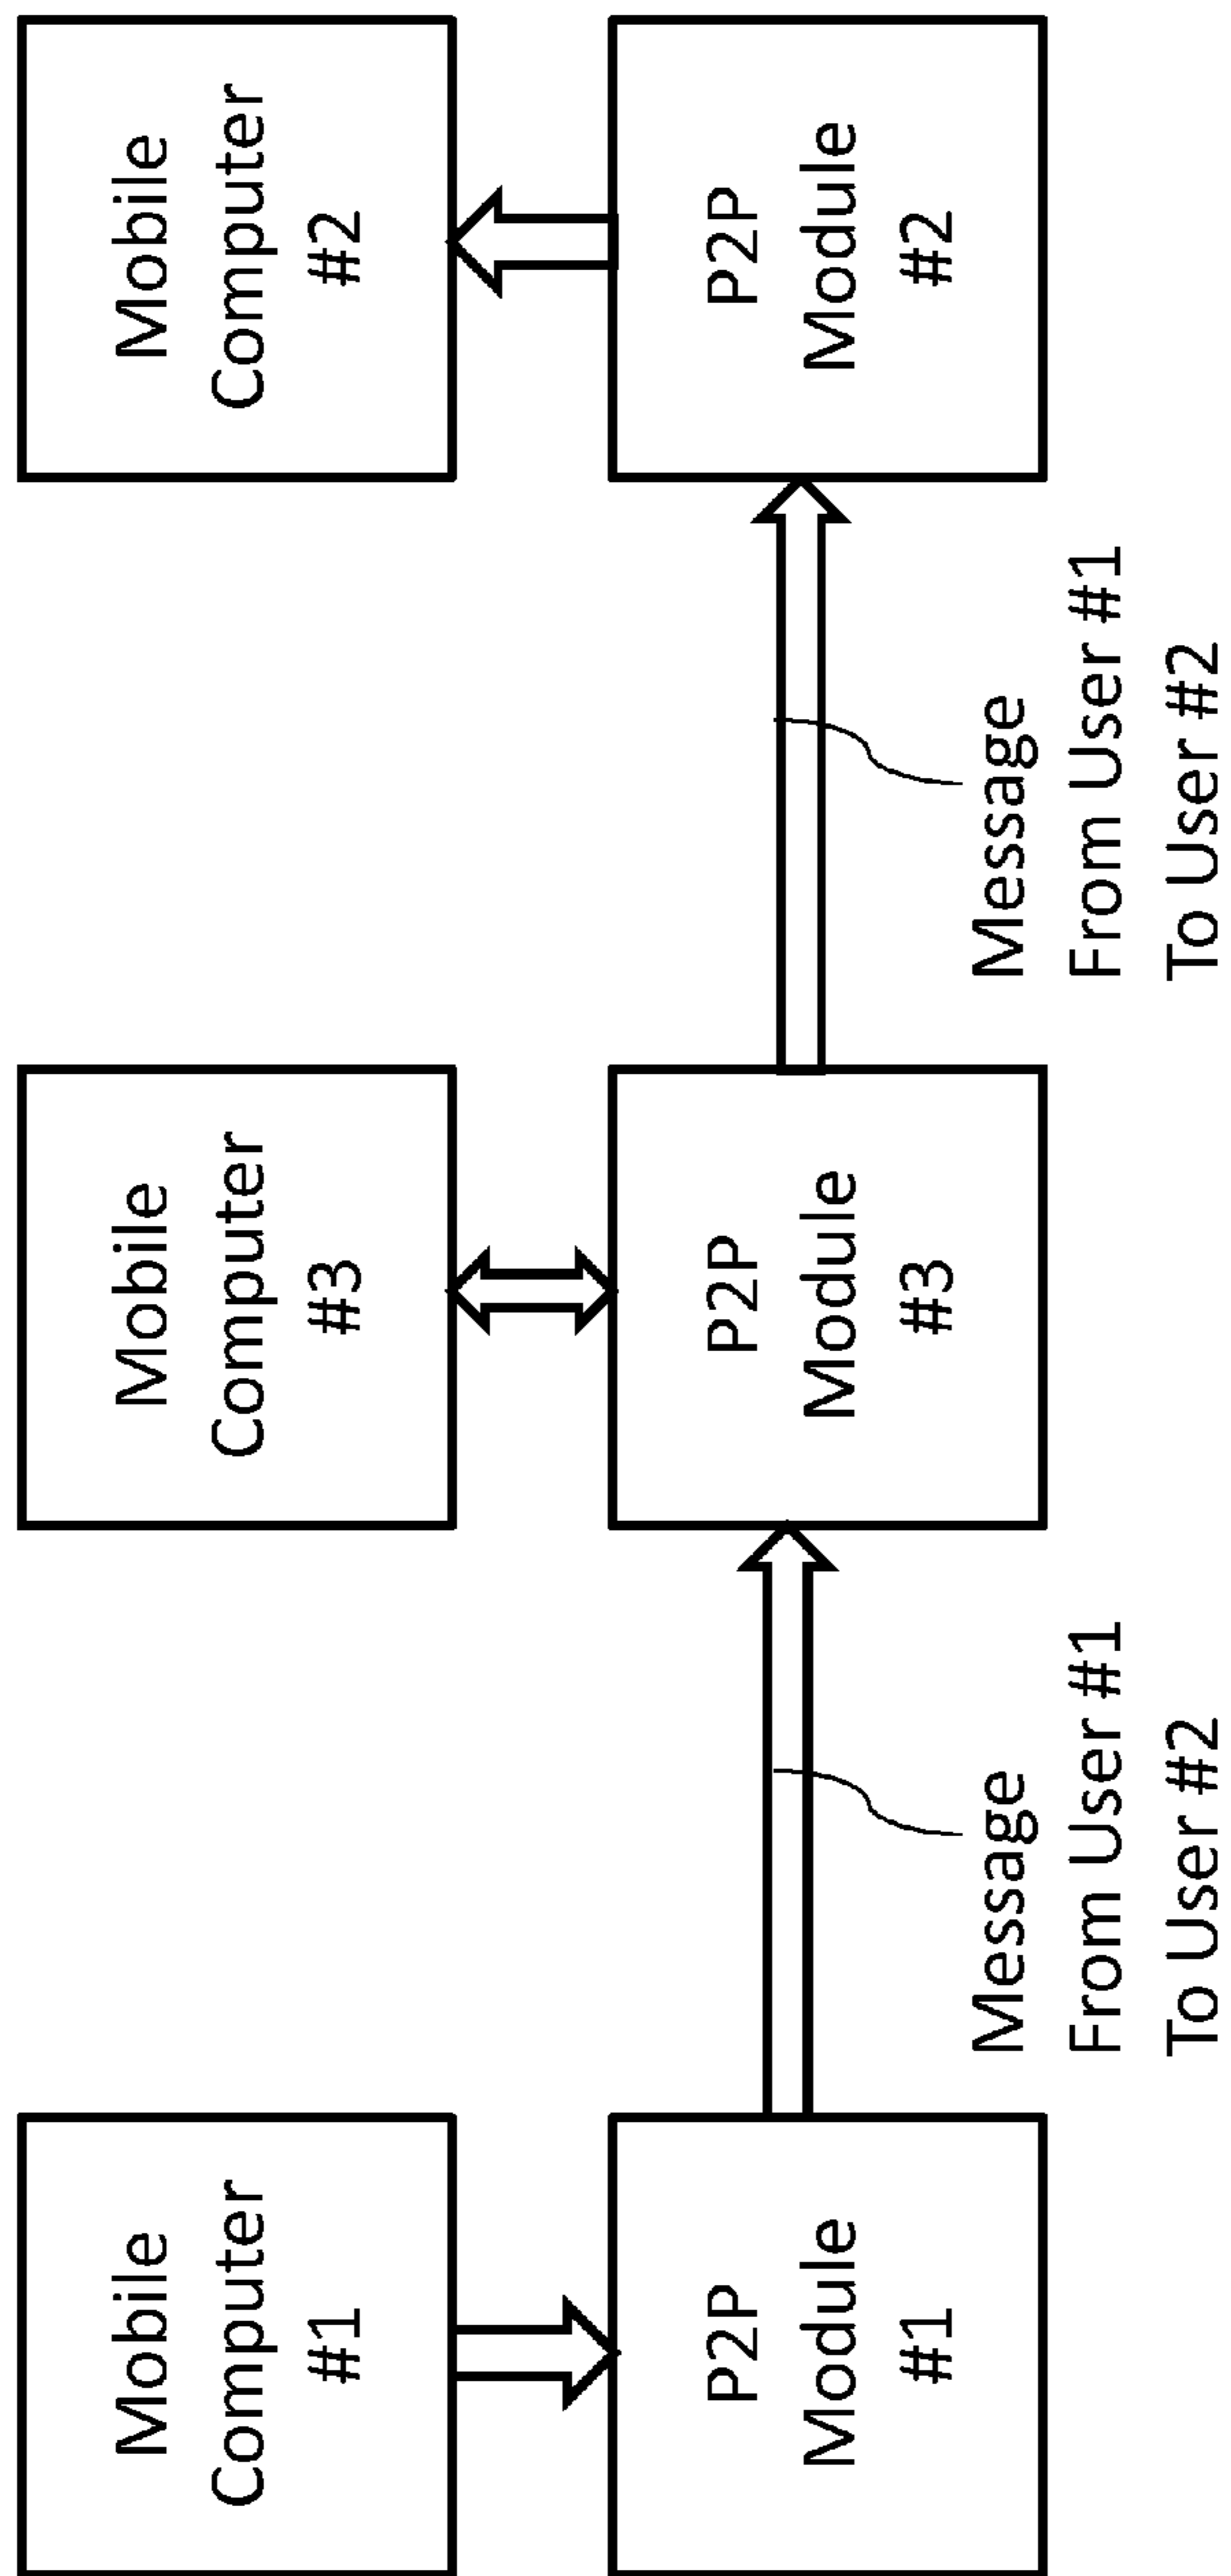 Mobile
Computer
#1
Mobile
Computer
#3
Mobile
Computer
#2
P2P
Module
#1
P2P
Module
#3
P2P
Module
#2
Message
From User #1
To User #2
Message
From User #1
To User #2